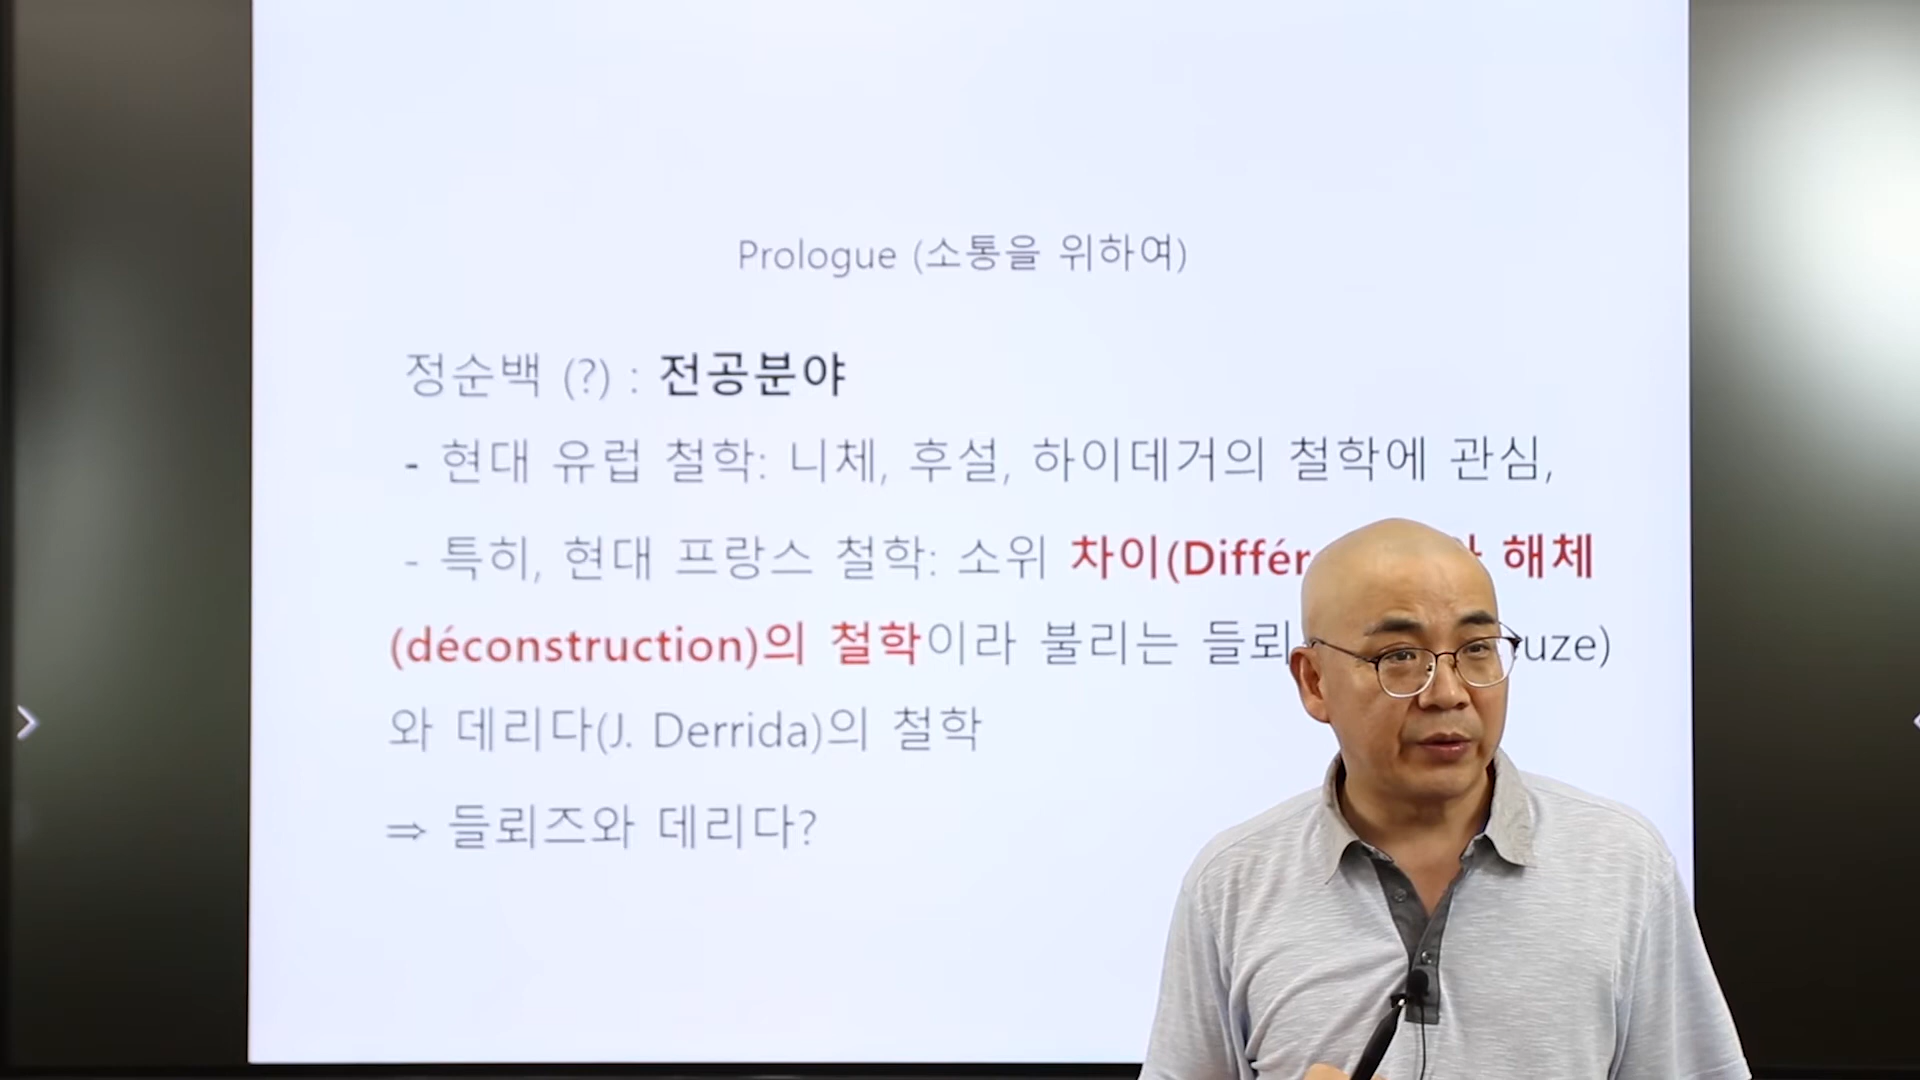 Prologue (소통을 위하여)
정순백 (?) : 전공분야
- 현대 유럽 철학: 니체, 후설, 하이데거의 철학에 관심,
- 특히, 현대 프랑스 철학: 소위 차이(Différ 해체
(déconstruction)의 철학이라 불리는 들뢰 uze)
와 데리다(J. Derrida)의 철학
⇒ 들뢰즈와 데리다?